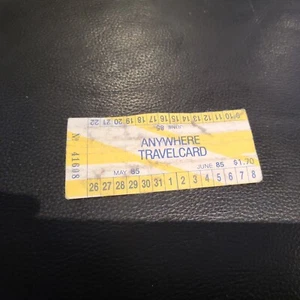 9 10 11 12 13 14 15 16 17 18 19 20 21 22
JUNE 85
ANYWHERE
TRAVELCARD
Nº 41608
MAY 85
JUNE 85 $1.70
26 27 28 29 30 31 1 2 3 4 5 6 7 8